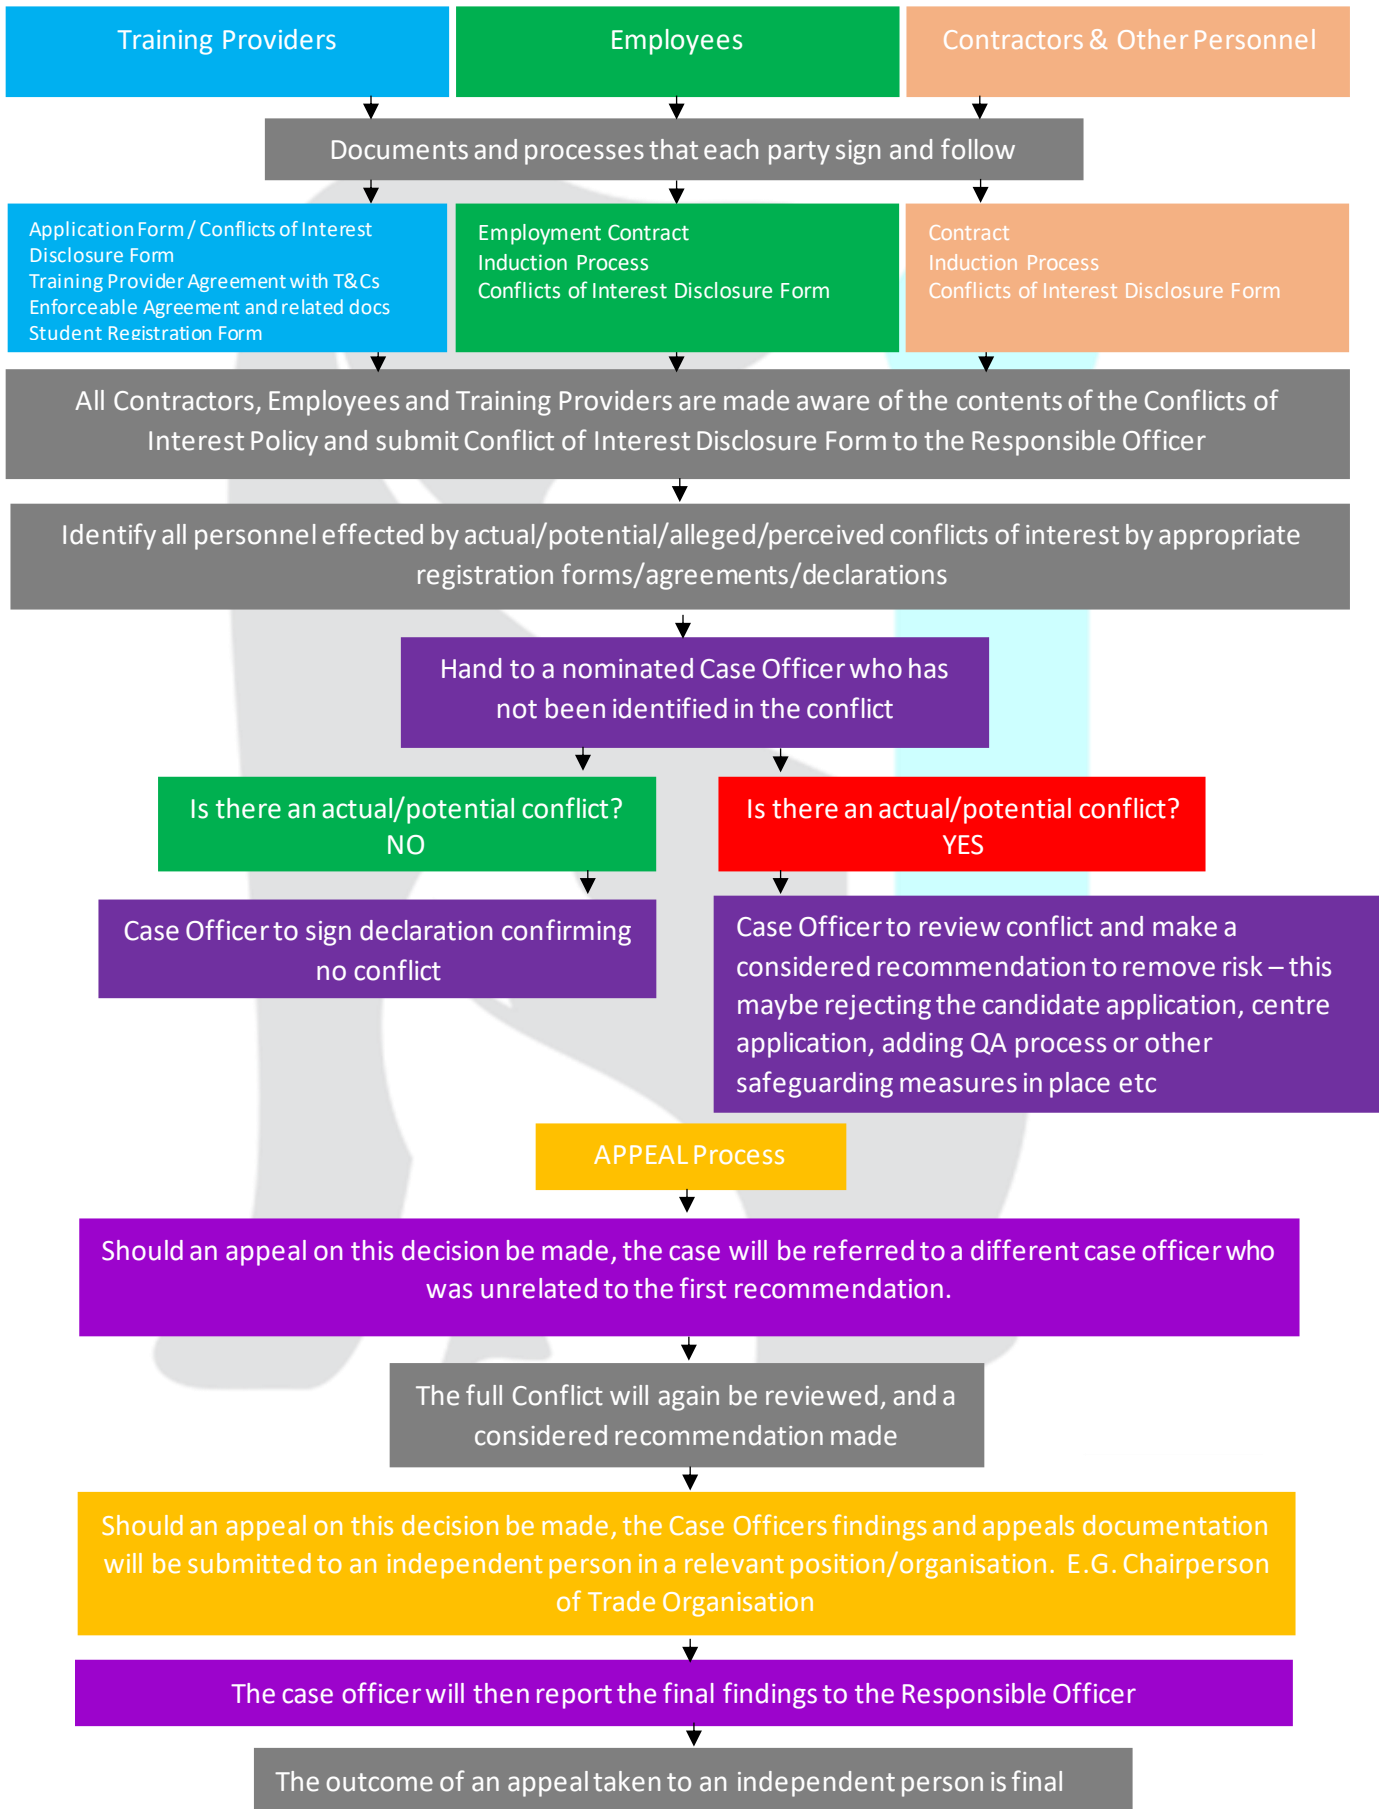 Training Providers
Employees
Contractors & Other Personnel
Documents and processes that each party sign and follow
Application Form / Conflicts of Interest
Disclosure Form
Training Provider Agreement with T&Cs
Enforceable Agreement and related docs
Student Registration Form
Employment Contract
Induction Process
Conflicts of Interest Disclosure Form
Contract
Induction Process
Conflicts of Interest Disclosure Form
All Contractors, Employees and Training Providers are made aware of the contents of the Conflicts of
Interest Policy and submit Conflict of Interest Disclosure Form to the Responsible Officer
Identify all personnel effected by actual/potential/alleged/perceived conflicts of interest by appropriate
registration forms/agreements/declarations
Hand to a nominated Case Officer who has
not been identified in the conflict
Is there an actual/potential conflict?
NO
Is there an actual/potential conflict?
YES
Case Officer to sign declaration confirming
no conflict
Case Officer to review conflict and make a
considered recommendation to remove risk – this
maybe rejecting the candidate application, centre
application, adding QA process or other
safeguarding measures in place etc
APPEAL Process
Should an appeal on this decision be made, the case will be referred to a different case officer who
was unrelated to the first recommendation.
The full Conflict will again be reviewed, and a
considered recommendation made
Should an appeal on this decision be made, the Case Officers findings and appeals documentation
will be submitted to an independent person in a relevant position/organisation.  E.G. Chairperson
of Trade Organisation
The case officer will then report the final findings to the Responsible Officer
The outcome of an appeal taken to an independent person is final